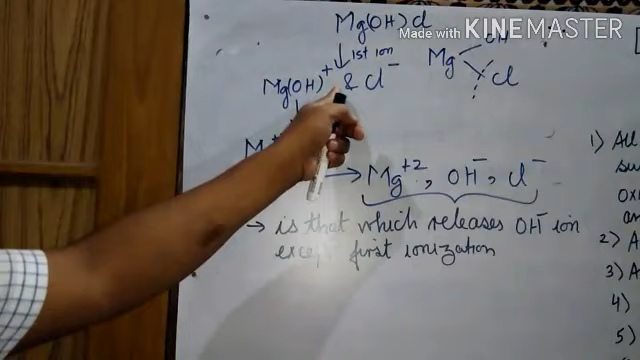 Made with KINEMASTER
Mg(OH)Cl
↓ 1st ion
Mg(OH)⁺ & Cl⁻
Mg
OH
Cl
→ Mg⁺², OH⁻, Cl⁻
→ is that which releases OH⁻ ion
except first ionization
1) All
2) A
3) A
4)
5)